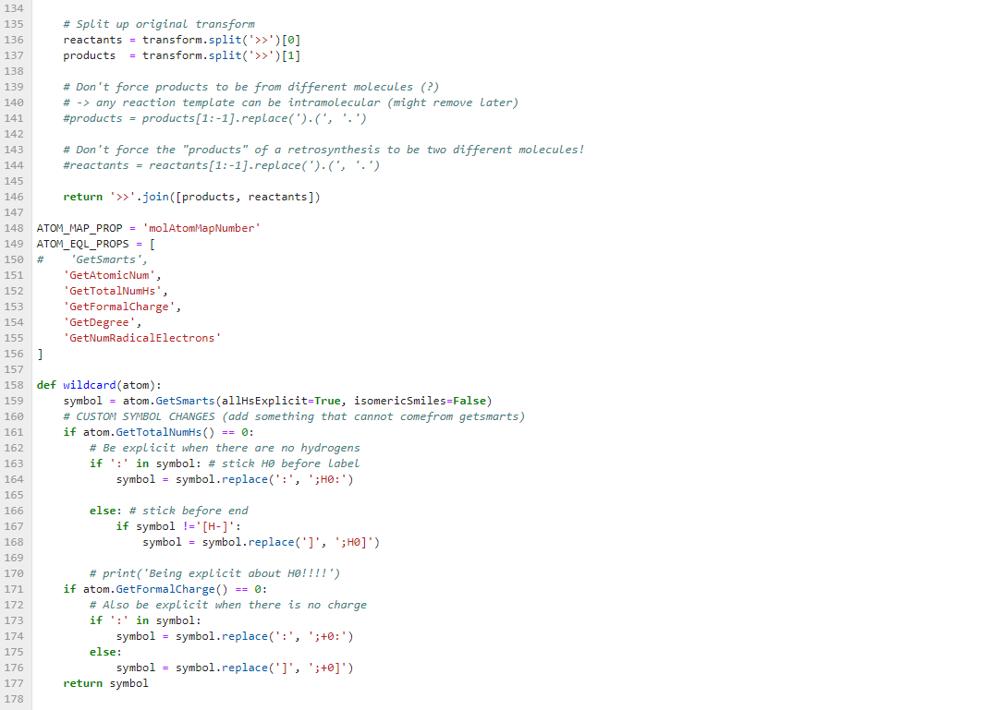 134
135     # Split up original transform
136     reactants = transform.split('>>')[0]
137     products  = transform.split('>>')[1]
138
139     # Don't force products to be from different molecules (?)
140     # -> any reaction template can be intramolecular (might remove later)
141     #products = products[1:-1].replace(').(', '.')
142
143     # Don't force the "products" of a retrosynthesis to be two different molecules!
144     #reactants = reactants[1:-1].replace(').(', '.')
145
146     return '>>'.join([products, reactants])
147
148 ATOM_MAP_PROP = 'molAtomMapNumber'
149 ATOM_EQL_PROPS = [
150 #    'GetSmarts',
151     'GetAtomicNum',
152     'GetTotalNumHs',
153     'GetFormalCharge',
154     'GetDegree',
155     'GetNumRadicalElectrons'
156 ]
157
158 def wildcard(atom):
159     symbol = atom.GetSmarts(allHsExplicit=True, isomericSmiles=False)
160     # CUSTOM SYMBOL CHANGES (add something that cannot comefrom getsmarts)
161     if atom.GetTotalNumHs() == 0:
162         # Be explicit when there are no hydrogens
163         if ':' in symbol: # stick H0 before label
164             symbol = symbol.replace(':', ';H0:')
165
166         else: # stick before end
167             if symbol !='[H-]':
168                 symbol = symbol.replace(']', ';H0]')
169
170         # print('Being explicit about H0!!!!')
171     if atom.GetFormalCharge() == 0:
172         # Also be explicit when there is no charge
173         if ':' in symbol:
174             symbol = symbol.replace(':', ';+0:')
175         else:
176             symbol = symbol.replace(']', ';+0]')
177     return symbol
178